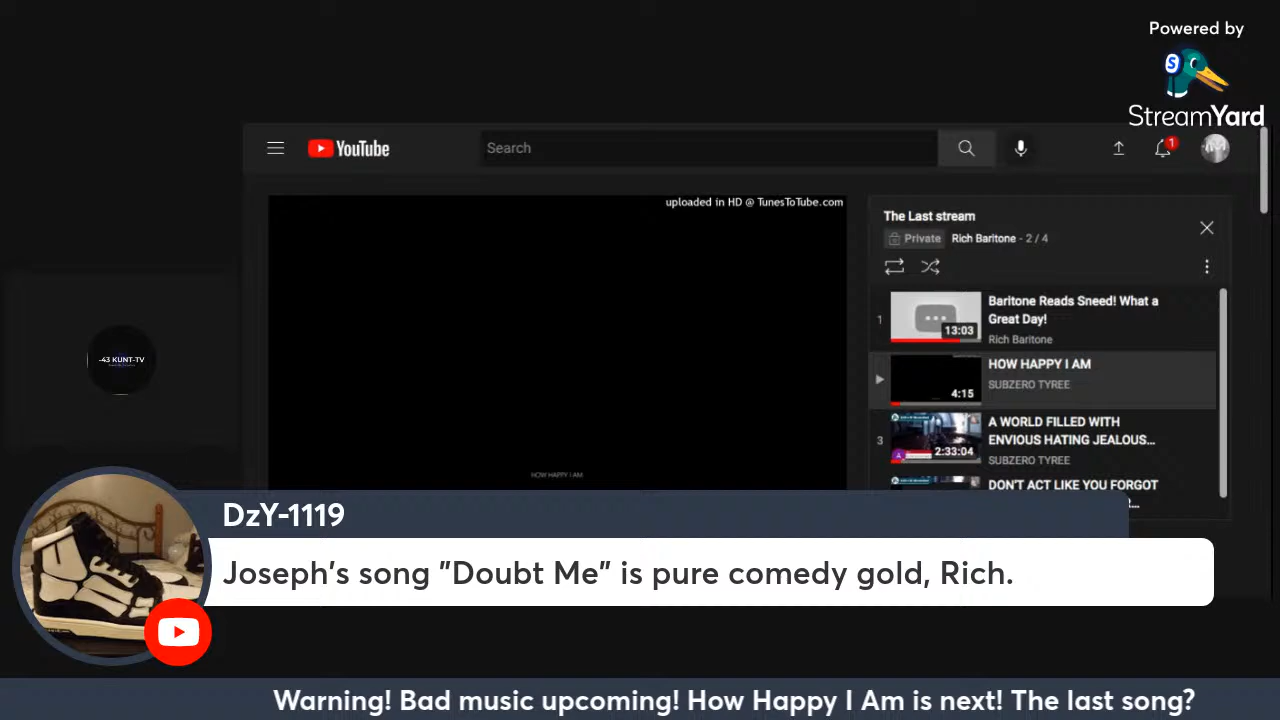 Powered by
StreamYard
YouTube
Search
1
uploaded in HD @ TunesToTube.com
HOW HAPPY I AM
The Last stream
Private
Rich Baritone - 2 / 4
1
13:03
Baritone Reads Sneed! What a
Great Day!
Rich Baritone
4:15
HOW HAPPY I AM
SUBZERO TYREE
3
2:33:04
A WORLD FILLED WITH
ENVIOUS HATING JEALOUS...
SUBZERO TYREE
DON'T ACT LIKE YOU FORGOT
-43 KUNT-TV
DzY-1119
Joseph's song "Doubt Me" is pure comedy gold, Rich.
Warning! Bad music upcoming! How Happy I Am is next! The last song?